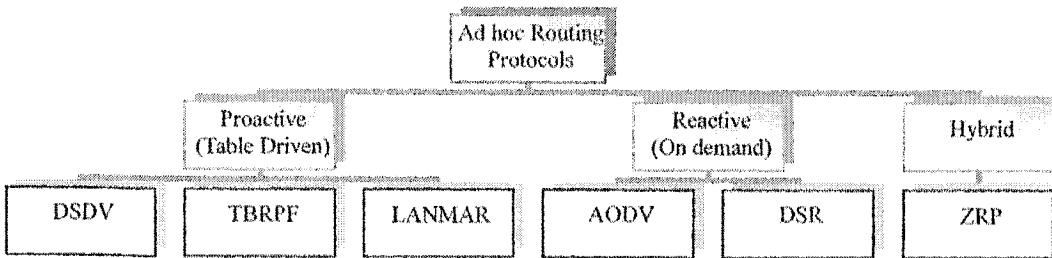 Ad hoc Routing
Protocols
Proactive
(Table Driven)
Reactive
(On demand)
Hybrid
DSDV
TBRPF
LANMAR
AODV
DSR
ZRP